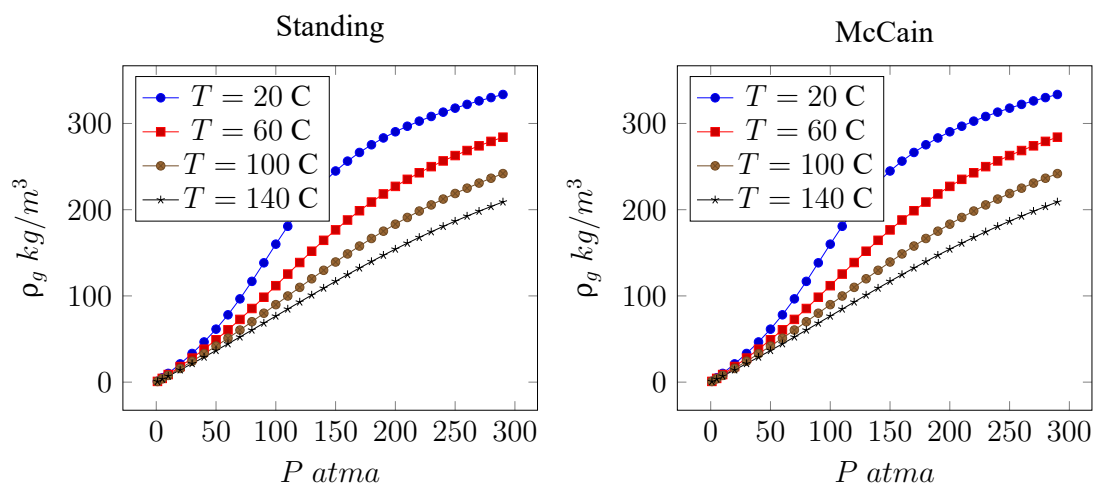 Standing
T = 20 C
T = 60 C
T = 100 C
T = 140 C
300
200
100
0
ρg kg/m³
0 50 100 150 200 250 300
P atma
McCain
T = 20 C
T = 60 C
T = 100 C
T = 140 C
300
200
100
0
ρg kg/m³
0 50 100 150 200 250 300
P atma